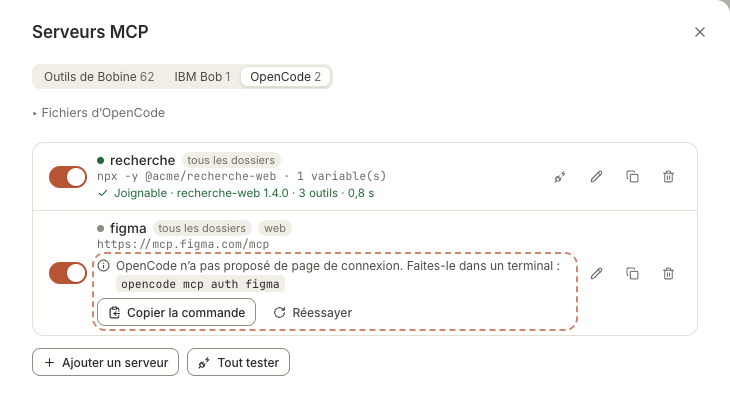 Serveurs MCP
Outils de Bobine 62 IBM Bob 1 OpenCode 2
Fichiers d’OpenCode
recherche tous les dossiers
npx -y @acme/recherche-web · 1 variable(s)
Joignable · recherche-web 1.4.0 · 3 outils · 0,8 s
figma tous les dossiers web
https://mcp.figma.com/mcp
OpenCode n’a pas proposé de page de connexion. Faites-le dans un terminal :
opencode mcp auth figma
Copier la commande Réessayer
Ajouter un serveur Tout tester